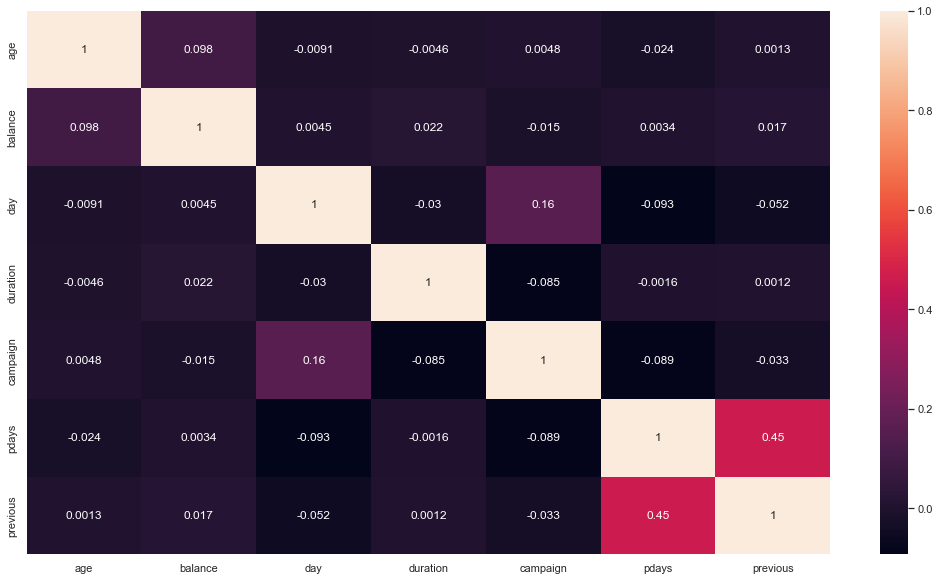 1.0
age 1 0.098 -0.0091 -0.0046 0.0048 -0.024 0.0013
0.8
balance 0.098 1 0.0045 0.022 -0.015 0.0034 0.017
day -0.0091 0.0045 1 -0.03 0.16 -0.093 -0.052
0.6
duration -0.0046 0.022 -0.03 1 -0.085 -0.0016 0.0012
0.4
campaign 0.0048 -0.015 0.16 -0.085 1 -0.089 -0.033
0.2
pdays -0.024 0.0034 -0.093 -0.0016 -0.089 1 0.45
previous 0.0013 0.017 -0.052 0.0012 -0.033 0.45 1
0.0
age balance day duration campaign pdays previous